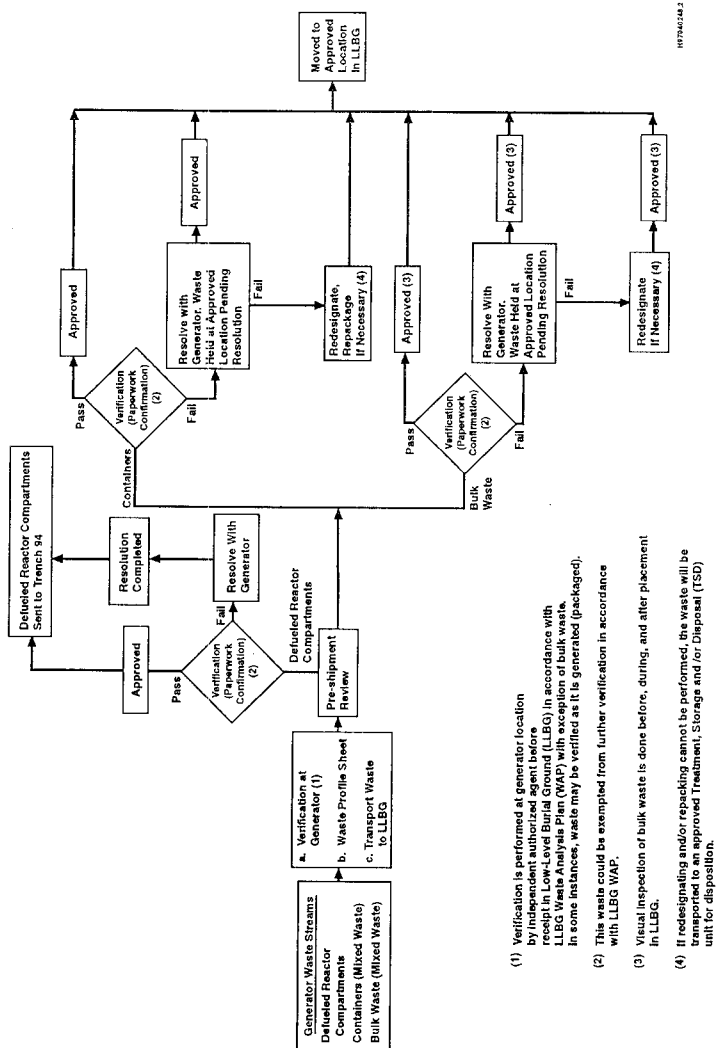 Generator Waste Streams
Defueled Reactor
Compartments
Containers (Mixed Waste)
Bulk Waste (Mixed Waste)
a. Verification at
Generator (1)
b. Waste Profile Sheet
c. Transport Waste
to LLBG
Pre-shipment
Review
Defueled Reactor
Compartments
Verification
(Paperwork
Confirmation)
(2)
Pass
Fail
Approved
Resolve With
Generator
Resolution
Completed
Defueled Reactor Compartments
Sent to Trench 94
Containers
Verification
(Paperwork
Confirmation)
(2)
Pass
Fail
Approved
Resolve with
Generator. Waste
Held at Approved
Location Pending
Resolution
Approved
Fail
Redesignate,
Repackage
If Necessary (4)
Bulk
Waste
Verification
(Paperwork
Confirmation)
(2)
Pass
Fail
Approved (3)
Resolve With
Generator.
Waste Held at
Approved Location
Pending Resolution
Approved (3)
Fail
Redesignate
If Necessary (4)
Approved (3)
Moved to
Approved
Location
In LLBG
(1) Verification is performed at generator location
by independent authorized agent before
receipt in Low-Level Burial Ground (LLBG) in accordance with
LLBG Waste Analysis Plan (WAP) with exception of bulk waste.
In some instances, waste may be verified as it is generated (packaged).
(2) This waste could be exempted from further verification in accordance
with LLBG WAP.
(3) Visual inspection of bulk waste is done before, during, and after placement
in LLBG.
(4) If redesignating and/or repacking cannot be performed, the waste will be
transported to an approved Treatment, Storage and /or Disposal (TSD)
unit for disposition.
H97040248.2